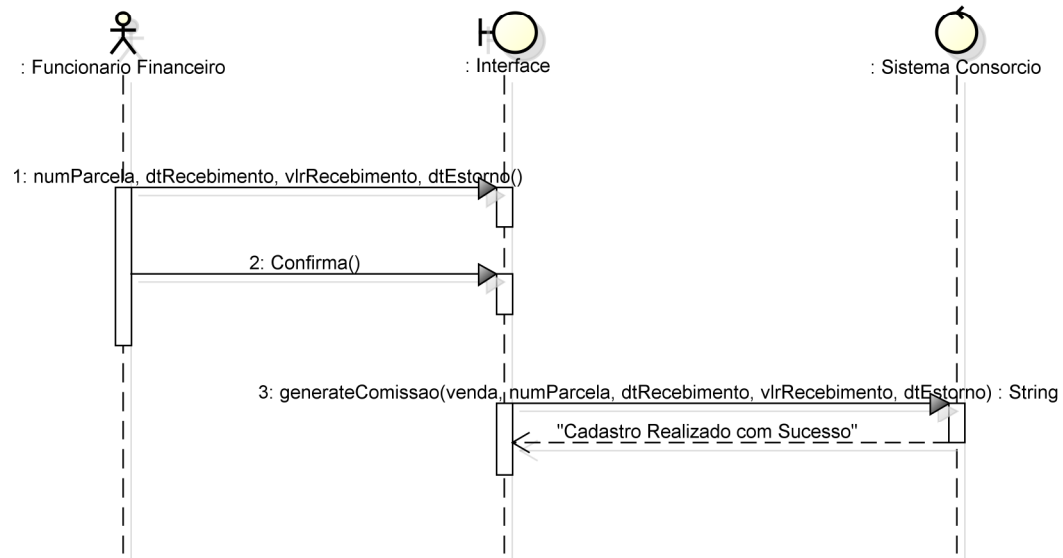 : Funcionario Financeiro
: Interface
: Sistema Consorcio
1: numParcela, dtRecebimento, vlrRecebimento, dtEstorno()
2: Confirma()
3: generateComissao(venda, numParcela, dtRecebimento, vlrRecebimento, dtEstorno) : String
"Cadastro Realizado com Sucesso"